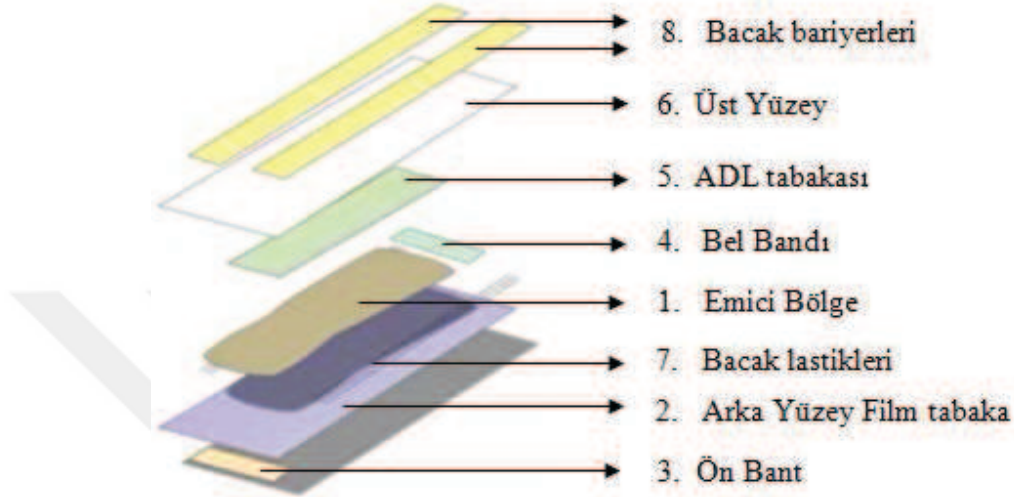 8. Bacak bariyerleri
6. Üst Yüzey
5. ADL tabakası
4. Bel Bandı
1. Emici Bölge
7. Bacak lastikleri
2. Arka Yüzey Film tabaka
3. Ön Bant